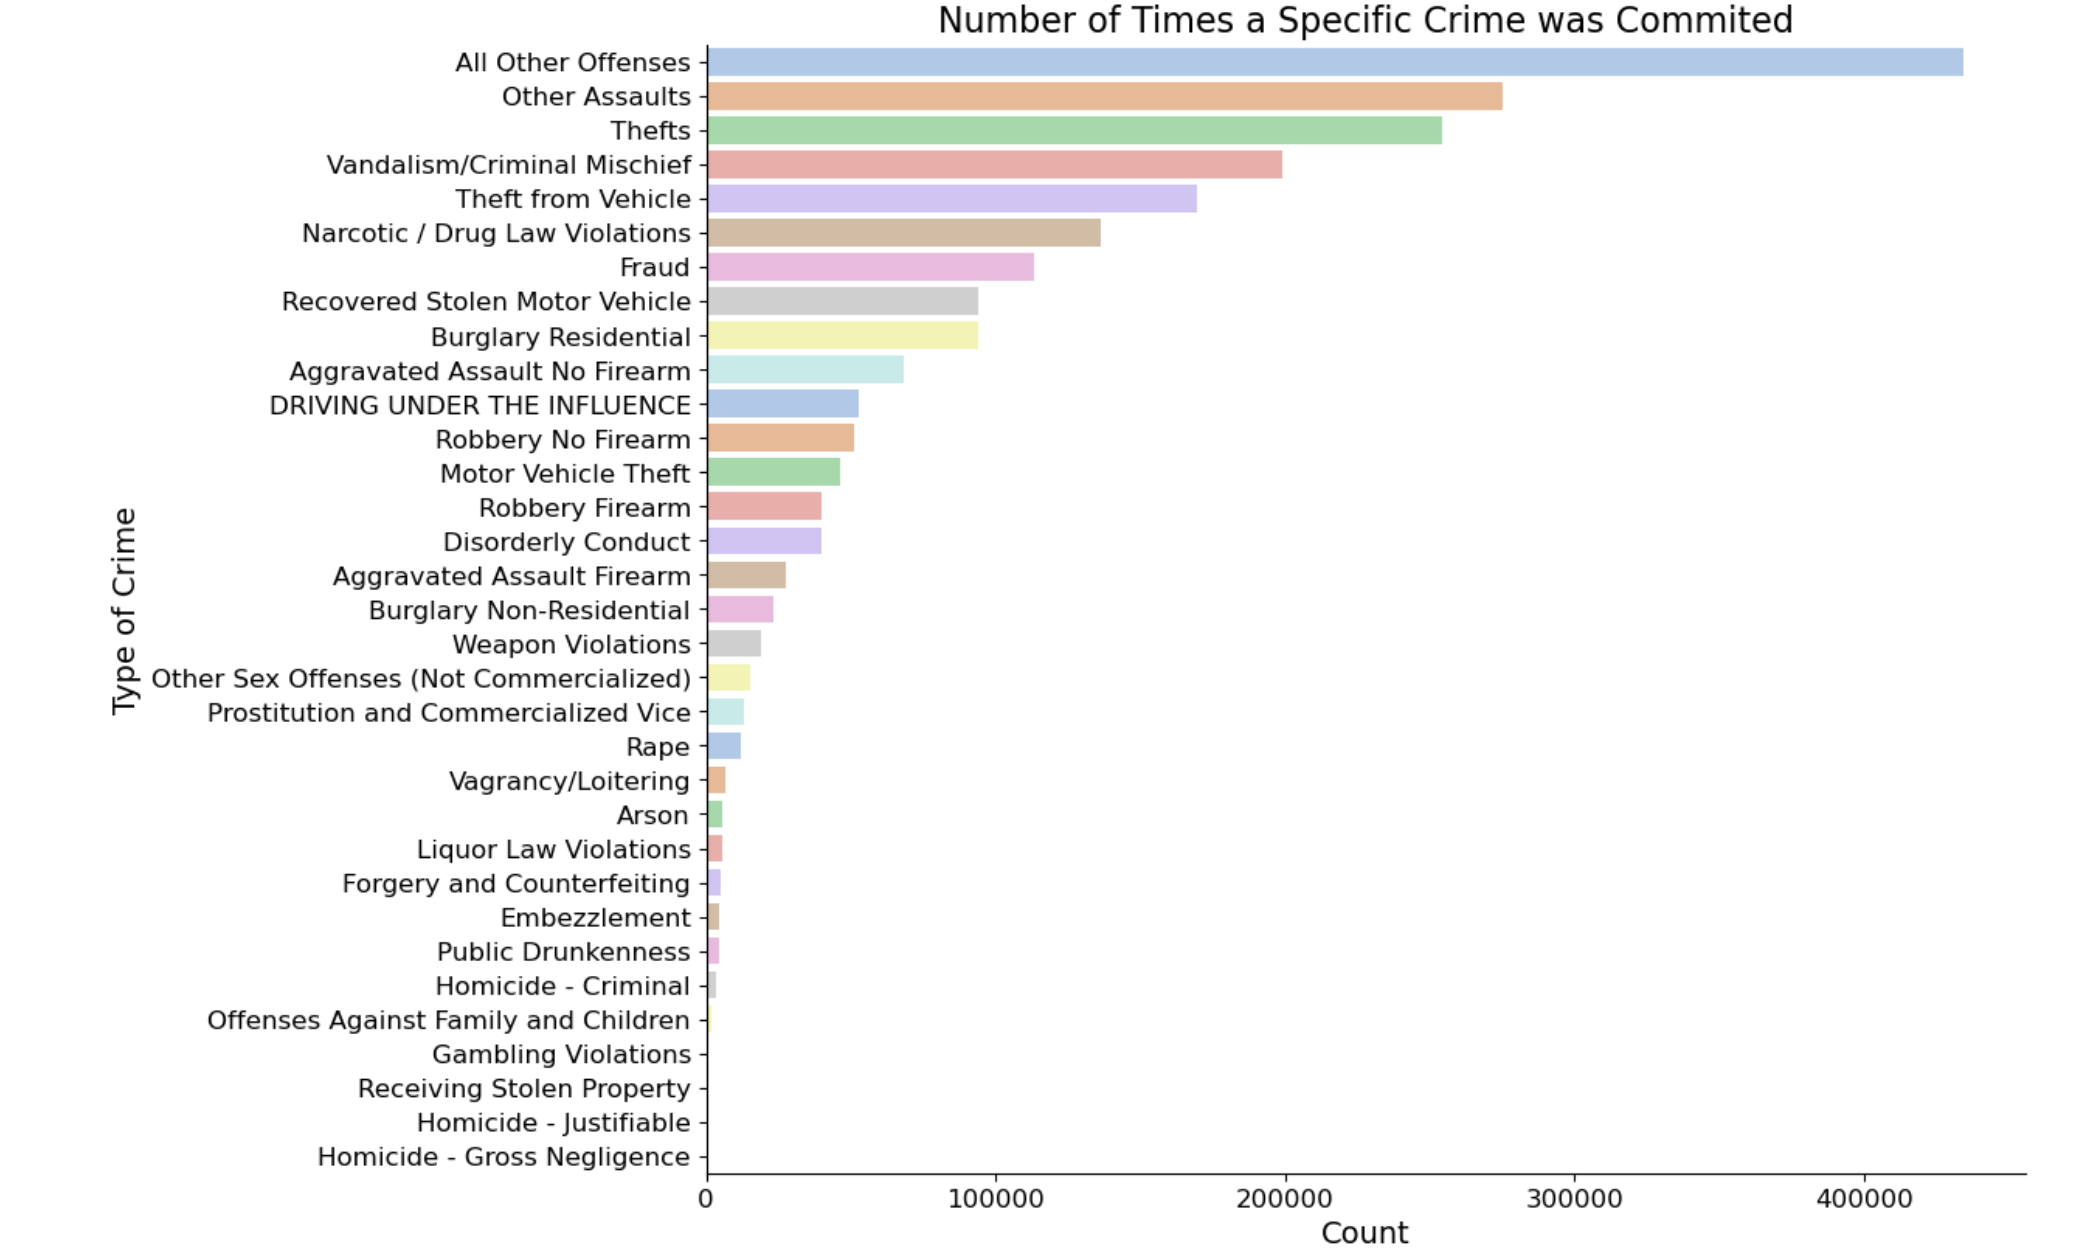 Number of Times a Specific Crime was Commited
All Other Offenses
Other Assaults
Thefts
Vandalism/Criminal Mischief
Theft from Vehicle
Narcotic / Drug Law Violations
Fraud
Recovered Stolen Motor Vehicle
Burglary Residential
Aggravated Assault No Firearm
DRIVING UNDER THE INFLUENCE
Robbery No Firearm
Motor Vehicle Theft
Robbery Firearm
Disorderly Conduct
Aggravated Assault Firearm
Burglary Non-Residential
Weapon Violations
Other Sex Offenses (Not Commercialized)
Prostitution and Commercialized Vice
Rape
Vagrancy/Loitering
Arson
Liquor Law Violations
Forgery and Counterfeiting
Embezzlement
Public Drunkenness
Homicide - Criminal
Offenses Against Family and Children
Gambling Violations
Receiving Stolen Property
Homicide - Justifiable
Homicide - Gross Negligence
Type of Crime
0 100000 200000 300000 400000
Count